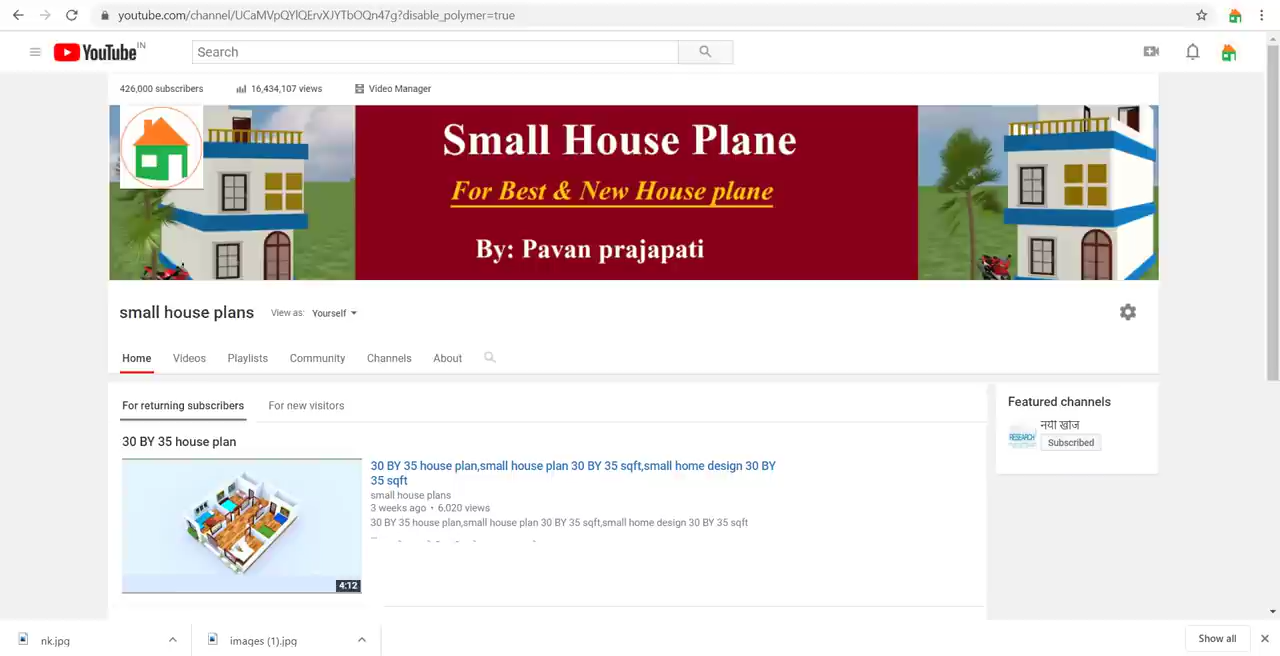 youtube.com/channel/UCaMVpQYlQErvXJYTbOQn47g?disable_polymer=true
YouTube IN
Search
426,000 subscribers 16,434,107 views Video Manager
Small House Plane
For Best & New House plane
By: Pavan prajapati
small house plans View as: Yourself
Home Videos Playlists Community Channels About
For returning subscribers For new visitors
30 BY 35 house plan
30 BY 35 house plan,small house plan 30 BY 35 sqft,small home design 30 BY
35 sqft
small house plans
3 weeks ago • 6,020 views
30 BY 35 house plan,small house plan 30 BY 35 sqft,small home design 30 BY 35 sqft
4:12
Featured channels
RESEARCH
नयी खोज
Subscribed
nk.jpg images (1).jpg Show all